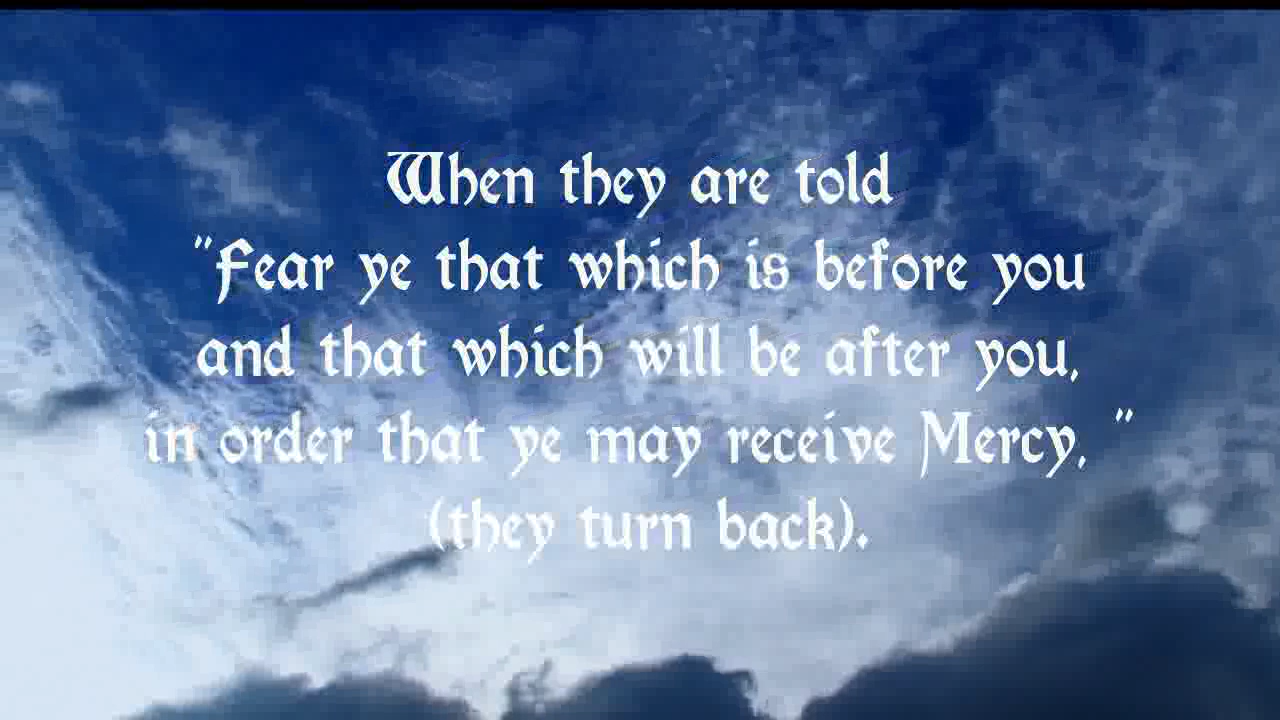 When they are told
"Fear ye that which is before you
and that which will be after you,
in order that ye may receive Mercy, "
(they turn back).